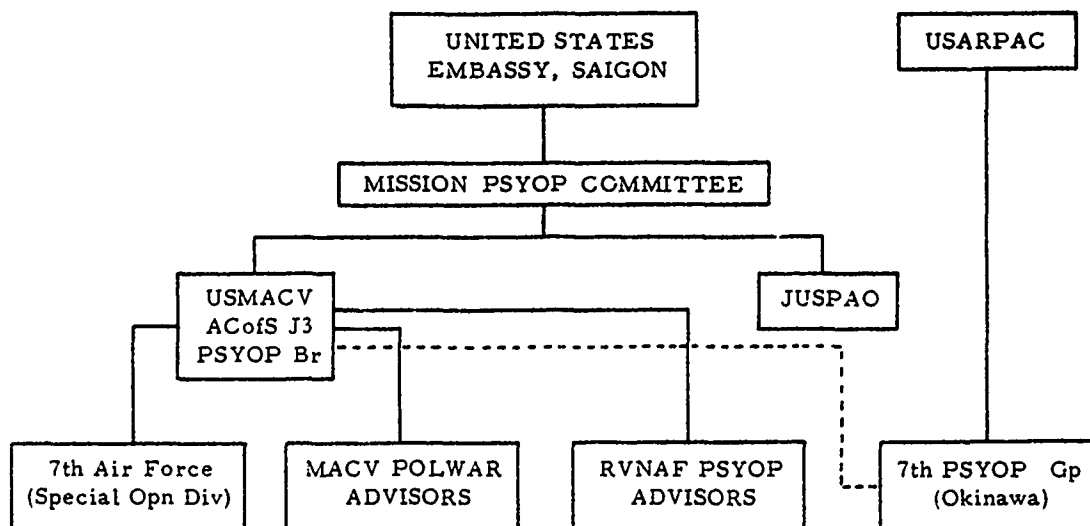 UNITED STATES
EMBASSY, SAIGON
USARPAC
MISSION PSYOP COMMITTEE
USMACV
ACofS J3
PSYOP Br
JUSPAO
7th Air Force
(Special Opn Div)
MACV POLWAR
ADVISORS
RVNAF PSYOP
ADVISORS
7th PSYOP Gp
(Okinawa)